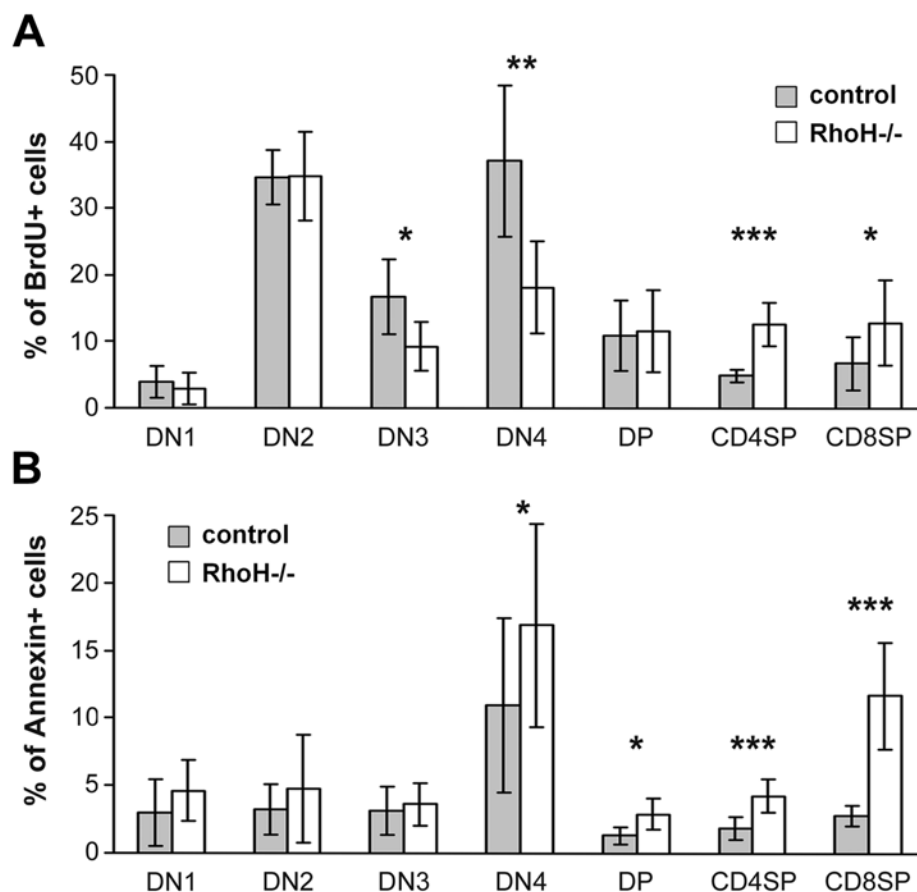 A
% of BrdU+ cells
50
40
30
20
10
0
**
control
RhoH-/-
*
***
*
DN1 DN2 DN3 DN4 DP CD4SP CD8SP
B
% of Annexin+ cells
25
20
15
10
5
0
control
RhoH-/-
*
***
*
***
DN1 DN2 DN3 DN4 DP CD4SP CD8SP